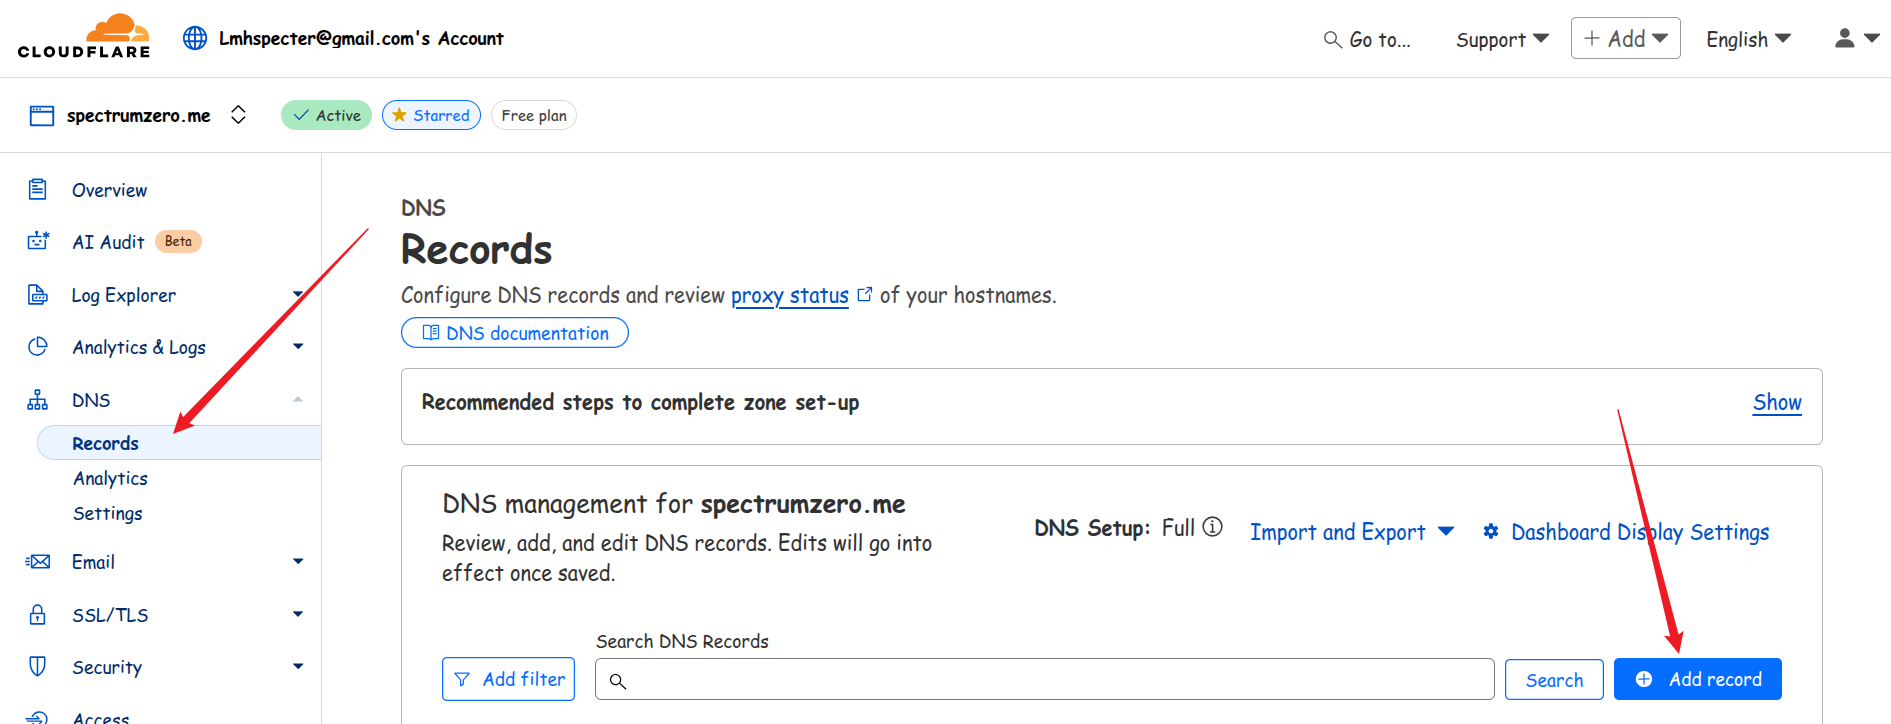 CLOUDFLARE
Lmhspecter@gmail.com's Account
Go to...
Support
Add
English
spectrumzero.me
Active
Starred
Free plan
Overview
AI Audit Beta
Log Explorer
Analytics & Logs
DNS
Records
Analytics
Settings
Email
SSL/TLS
Security
Access
DNS
Records
Configure DNS records and review proxy status of your hostnames.
DNS documentation
Recommended steps to complete zone set-up
Show
DNS management for spectrumzero.me
Review, add, and edit DNS records. Edits will go into
effect once saved.
DNS Setup: Full
Import and Export
Dashboard Display Settings
Search DNS Records
Add filter
Search
Add record